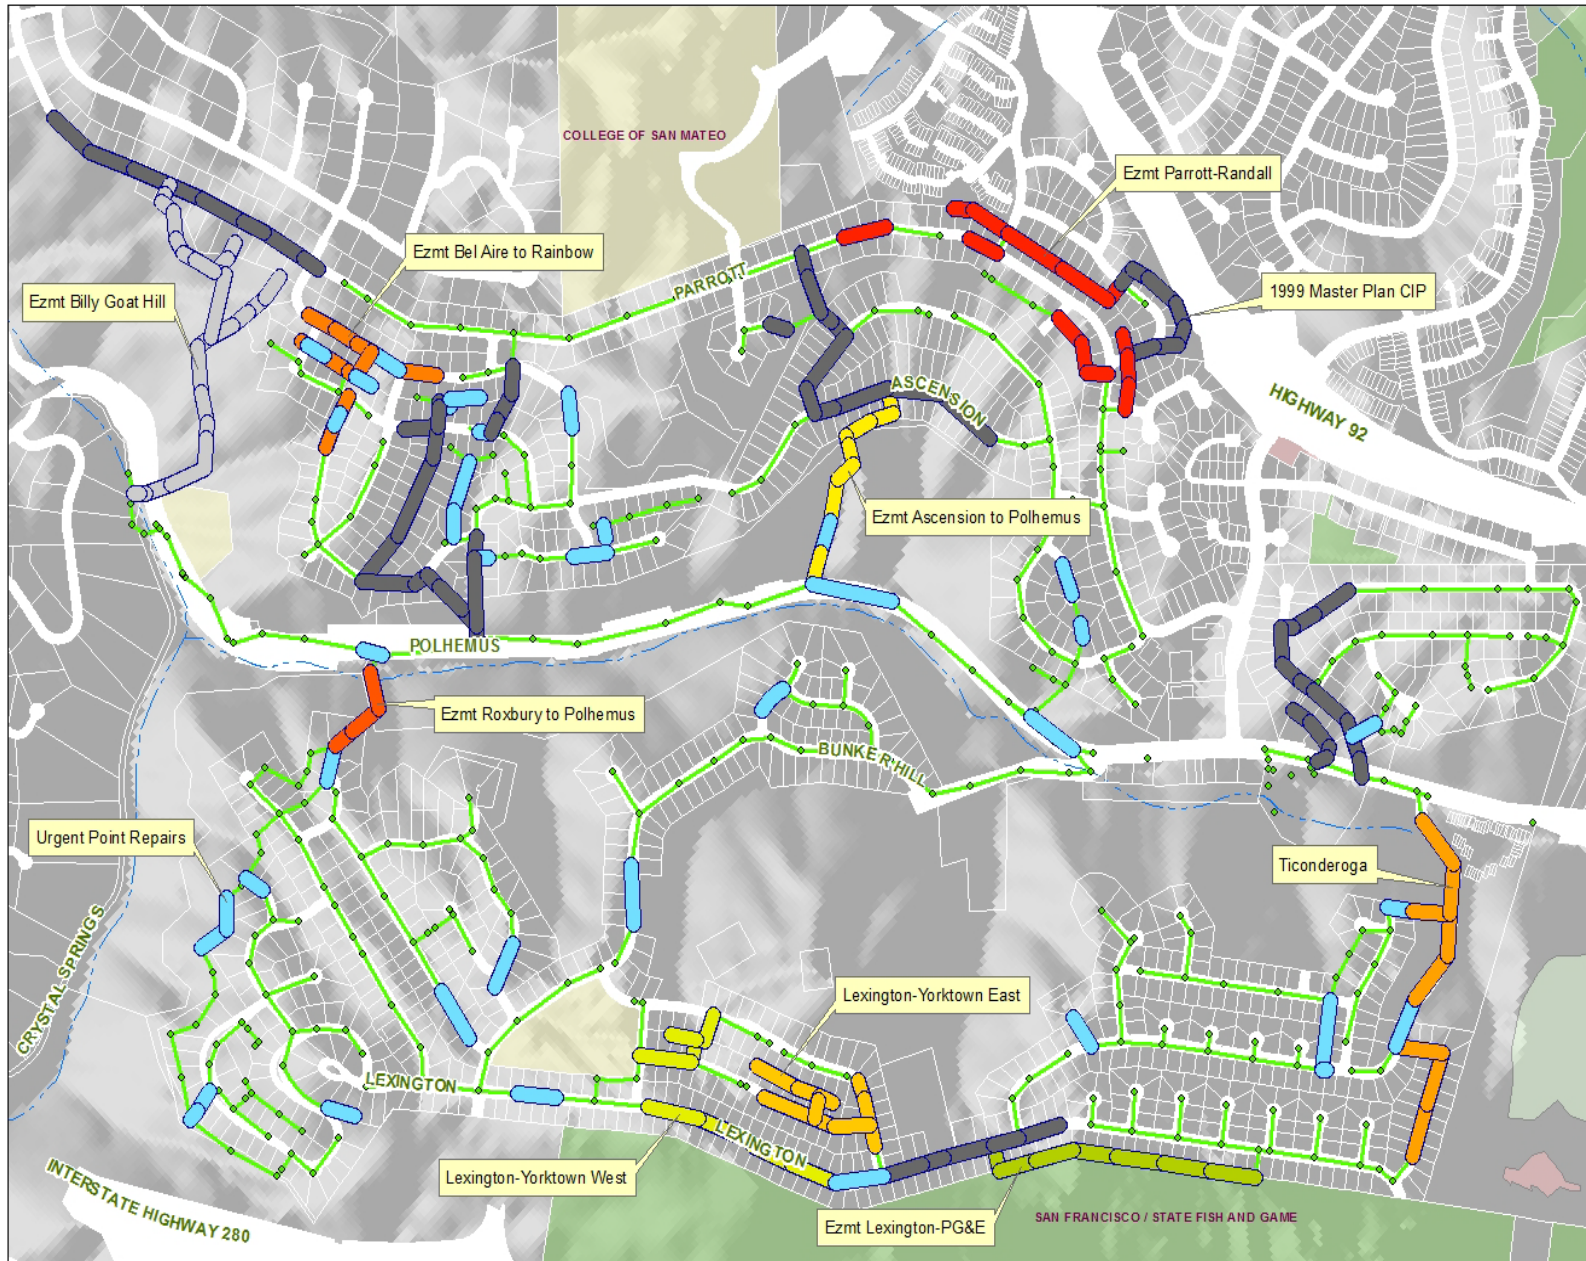 COLLEGE OF SAN MATEO
Ezmt Parrott-Randall
Ezmt Bel Aire to Rainbow
PARROTT
1999 Master Plan CIP
Ezmt Billy Goat Hill
ASCENSION
HIGHWAY 92
Ezmt Ascension to Polhemus
POLHEMUS
Ezmt Roxbury to Polhemus
BUNKER HILL
Urgent Point Repairs
Ticonderoga
CRYSTAL SPRINGS
Lexington-Yorktown East
LEXINGTON
LEXINGTON
Lexington-Yorktown West
INTERSTATE HIGHWAY 280
Ezmt Lexington-PG&E
SAN FRANCISCO / STATE FISH AND GAME